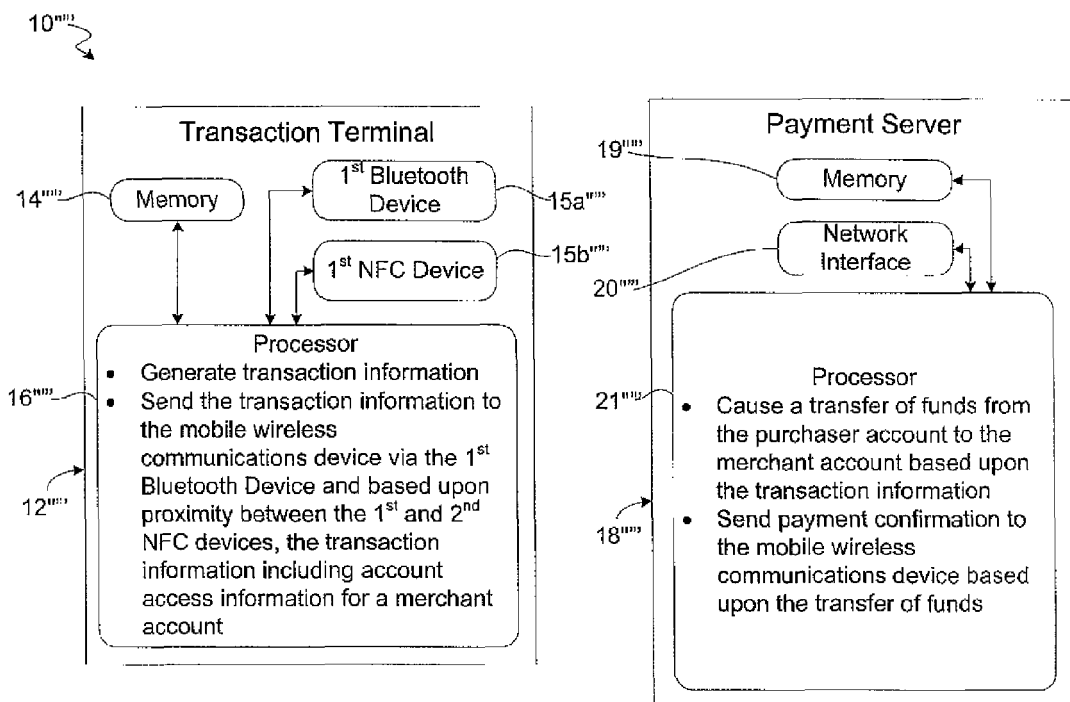 10"""
Transaction Terminal
14"""
Memory
1st Bluetooth
Device
15a"""
1st NFC Device
15b"""
Processor
16"""
• Generate transaction information
• Send the transaction information to
the mobile wireless
communications device via the 1st
Bluetooth Device and based upon
proximity between the 1st and 2nd
NFC devices, the transaction
information including account
access information for a merchant
account
12"""
Payment Server
19"""
Memory
Network
Interface
20"""
Processor
21"""
• Cause a transfer of funds from
the purchaser account to the
merchant account based upon
the transaction information
• Send payment confirmation to
the mobile wireless
communications device based
upon the transfer of funds
18"""